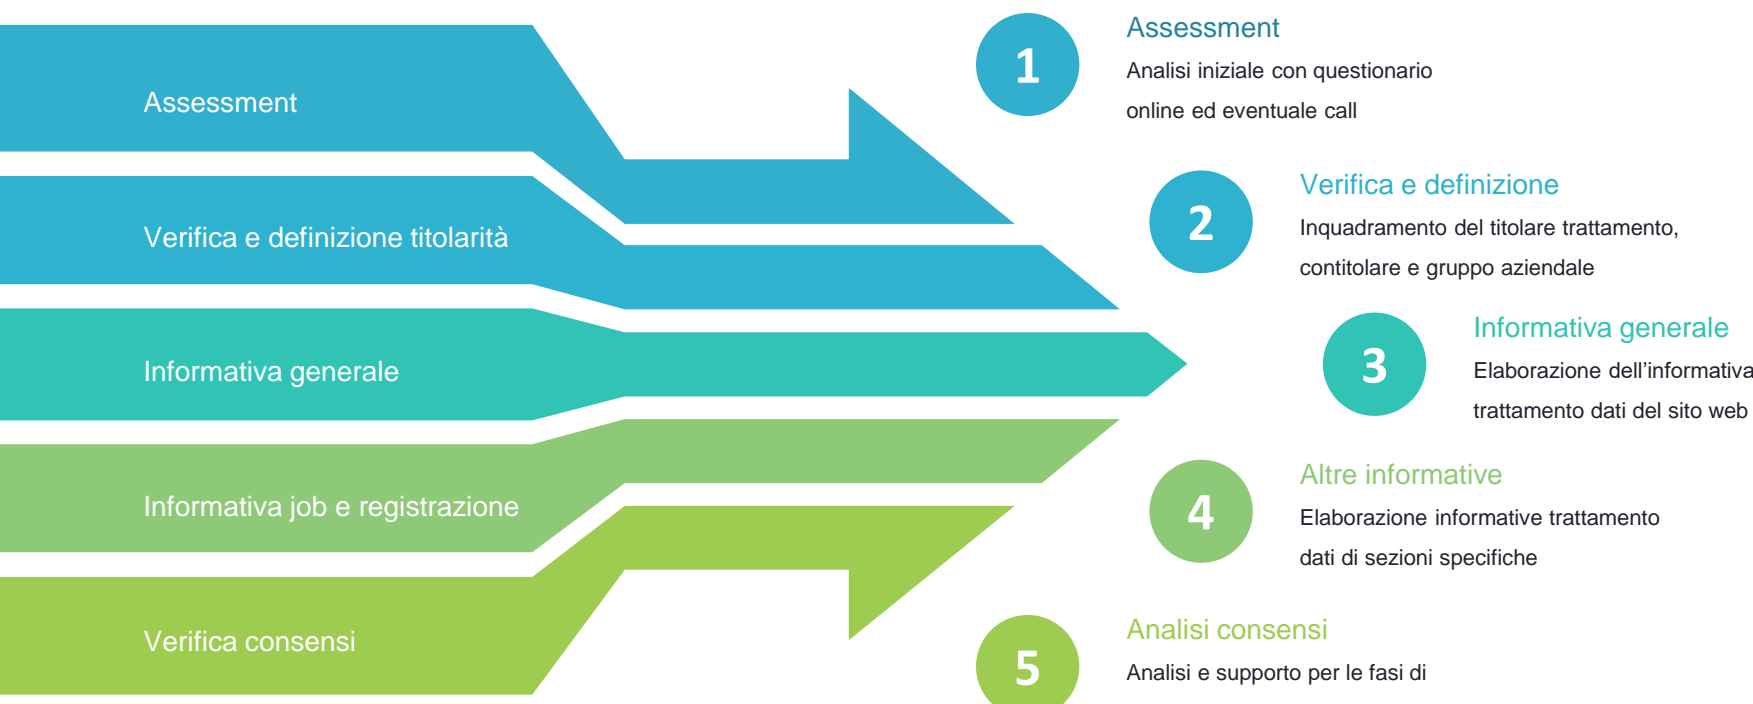 Assessment
Verifica e definizione titolarità
Informativa generale
Informativa job e registrazione
Verifica consensi
1
Assessment
Analisi iniziale con questionario
online ed eventuale call
2
Verifica e definizione
Inquadramento del titolare trattamento,
contitolare e gruppo aziendale
3
Informativa generale
Elaborazione dell'informativa
trattamento dati del sito web
4
Altre informative
Elaborazione informative trattamento
dati di sezioni specifiche
5
Analisi consensi
Analisi e supporto per le fasi di